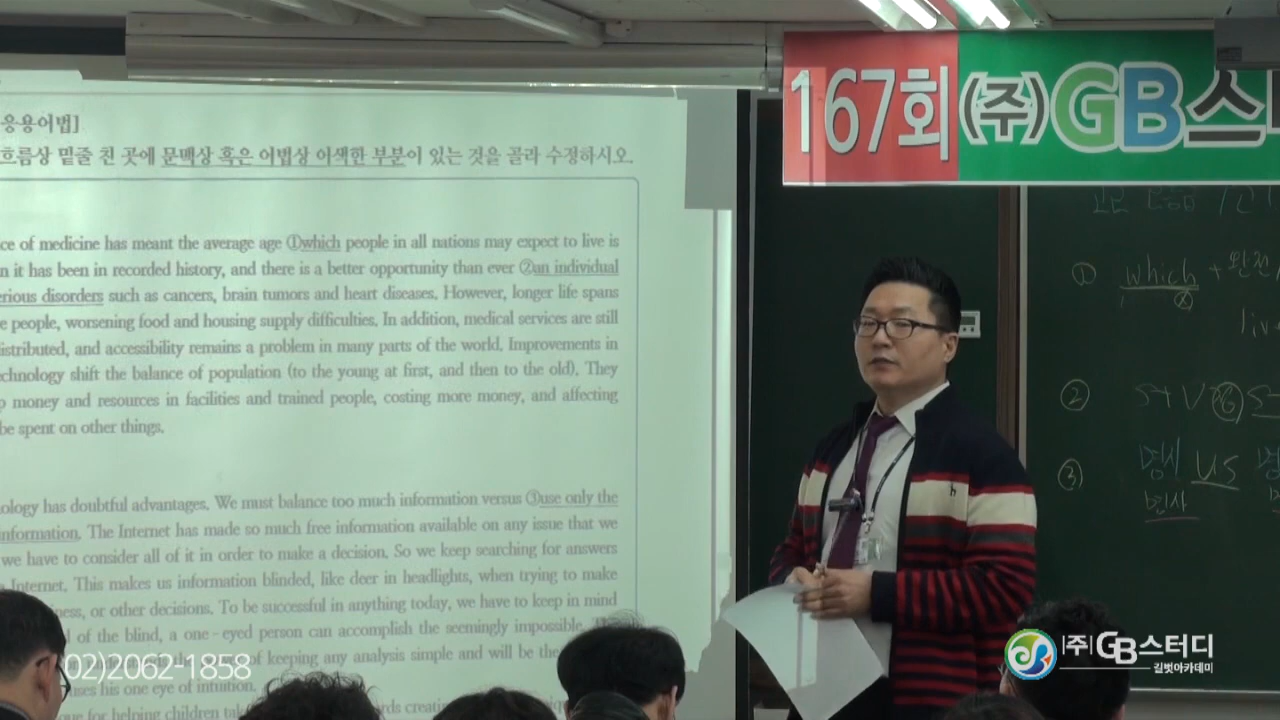 응용어법]
흐름상 밑줄 친 곳에 문맥상 혹은 어법상 어색한 부분이 있는 것을 골라 수정하시오.
ce of medicine has meant the average age ①which people in all nations may expect to live is
n it has been in recorded history, and there is a better opportunity than ever ②an individual
erious disorders such as cancers, brain tumors and heart diseases. However, longer life spans
e people, worsening food and housing supply difficulties. In addition, medical services are still
istributed, and accessibility remains a problem in many parts of the world. Improvements in
echnology shift the balance of population (to the young at first, and then to the old). They
p money and resources in facilities and trained people, costing more money, and affecting
be spent on other things.
ology has doubtful advantages. We must balance too much information versus ③use only the
information. The Internet has made so much free information available on any issue that we
we have to consider all of it in order to make a decision. So we keep searching for answers
Internet. This makes us information blinded, like deer in headlights, when trying to make
ness, or other decisions. To be successful in anything today, we have to keep in mind
d of the blind, a one-eyed person can accomplish the seemingly impossible.
of keeping any analysis simple and will be the
uses his one eye of intuition.
for helping children
167회 (주)GB스
① which +
② S+V
③ 명사 us
02)2062-1858
(주)GB스터디
길벗아카데미